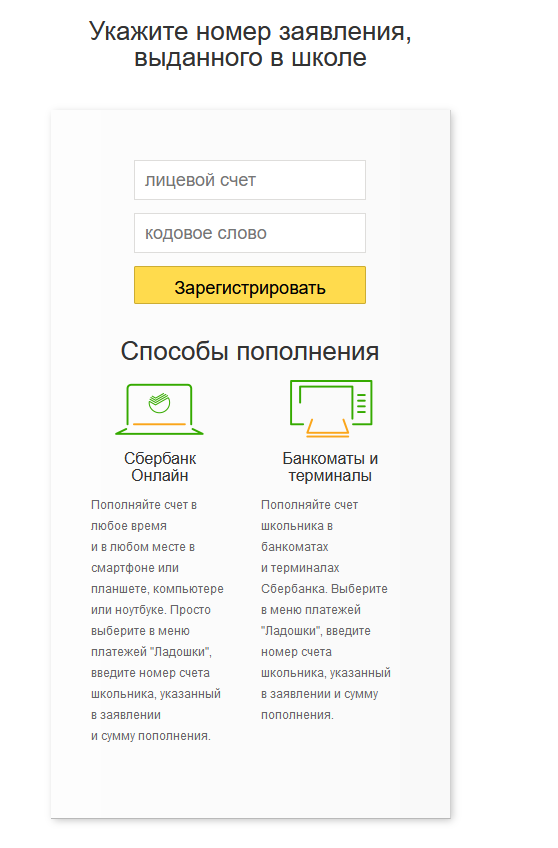 Укажите номер заявления,
выданного в школе
лицевой счет
кодовое слово
Зарегистрировать
Способы пополнения
Сбербанк
Онлайн
Пополняйте счет в
любое время
и в любом месте в
смартфоне или
планшете, компьютере
или ноутбуке. Просто
выберите в меню
платежей "Ладошки",
введите номер счета
школьника, указанный
в заявлении
и сумму пополнения.
Банкоматы и
терминалы
Пополняйте счет
школьника в
банкоматах
и терминалах
Сбербанка. Выберите
в меню платежей
"Ладошки", введите
номер счета
школьника, указанный
в заявлении и сумму
пополнения.